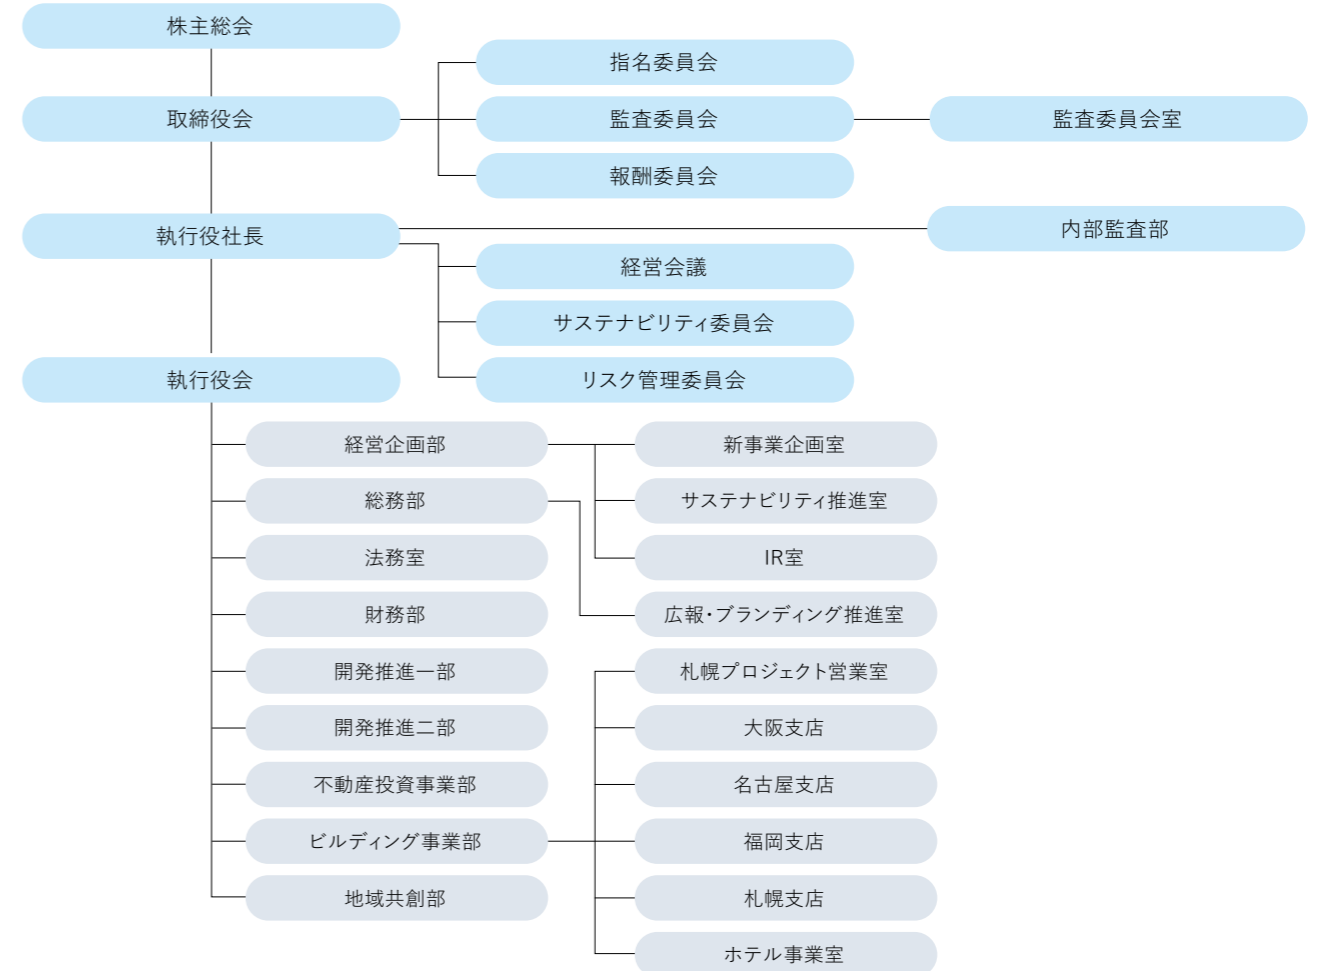 株主総会
指名委員会
取締役会
監査委員会
監査委員会室
報酬委員会
執行役社長
内部監査部
経営会議
サステナビリティ委員会
執行役会
リスク管理委員会
経営企画部
新事業企画室
総務部
サステナビリティ推進室
法務室
IR室
財務部
広報・ブランディング推進室
開発推進一部
札幌プロジェクト営業室
開発推進二部
大阪支店
不動産投資事業部
名古屋支店
ビルディング事業部
福岡支店
地域共創部
札幌支店
ホテル事業室